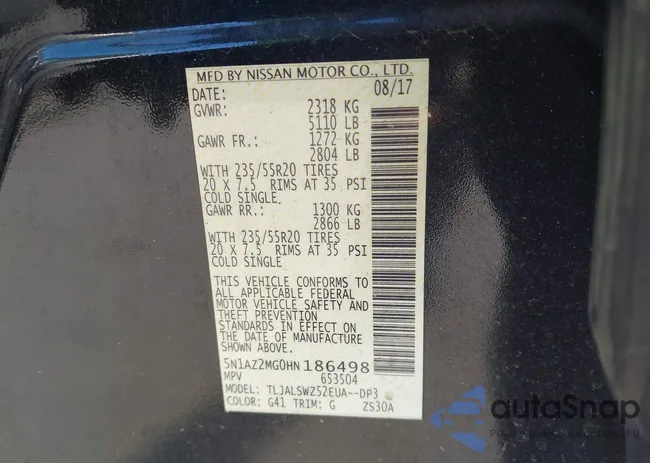 MFD BY NISSAN MOTOR CO., LTD.
DATE: 08/17
GVWR: 2318 KG
5110 LB
GAWR FR.: 1272 KG
2804 LB
WITH 235/55R20 TIRES
20 X 7.5 RIMS AT 35 PSI
COLD SINGLE.
GAWR RR.: 1300 KG
2866 LB
WITH 235/55R20 TIRES
20 X 7.5 RIMS AT 35 PSI
COLD SINGLE
THIS VEHICLE CONFORMS TO
ALL APPLICABLE FEDERAL
MOTOR VEHICLE SAFETY AND
THEFT PREVENTION
STANDARDS IN EFFECT ON
THE DATE OF MANUFACTURE
SHOWN ABOVE.
5N1AZ2MG0HN186498
MPV 653504
MODEL: TLJALSWZ52EUA--DP3
COLOR: G41 TRIM: G ZS30A
autoSnap